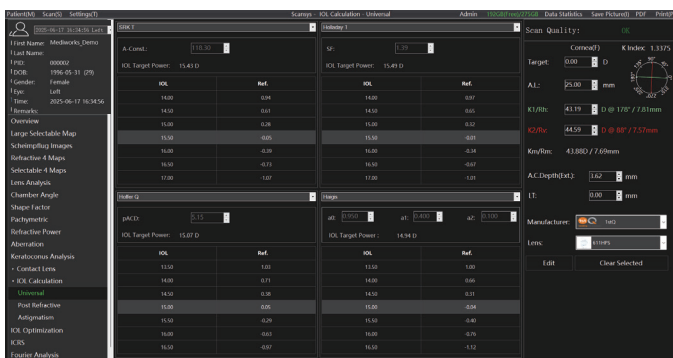 Patient(M) Scan(S) Settings(T) Scansys - IOL Calculation - Universal Admin 192GB(Free)/275GB Data Statistics Save Picture(I) PDF Print(P)
2025-06-17 16:34:56 Left
First Name: Mediworks_Demo
Last Name:
PID: 000002
DOB: 1996-05-31 (29)
Gender: Female
Eye: Left
Time: 2025-06-17 16:34:56
Remarks:
Overview
Large Selectable Map
Scheimpflug Images
Refractive 4 Maps
Selectable 4 Maps
Lens Analysis
Chamber Angle
Shape Factor
Pachymetric
Refractive Power
Aberration
Keratoconus Analysis
• Contact Lens
• IOL Calculation
Universal
Post Refractive
Astigmatism
IOL Optimization
ICRS
Fourier Analysis
SRK T
A-Const.: 118.50
IOL Target Power: 15.43 D
IOL Ref.
14.00 0.94
14.50 0.61
15.00 0.28
15.50 -0.05
16.00 -0.39
16.50 -0.73
17.00 -1.07
Holladay 1
SF: 1.39
IOL Target Power: 15.49 D
IOL Ref.
14.00 0.97
14.50 0.65
15.00 0.32
15.50 -0.01
16.00 -0.34
16.50 -0.67
17.00 -1.01
Hoffer Q
pACD: 5.15
IOL Target Power: 15.07 D
IOL Ref.
13.50 1.03
14.00 0.71
14.50 0.38
15.00 0.05
15.50 -0.29
16.00 -0.63
16.50 -0.97
Haigis
a0: 0.950 a1: 0.400 a2: 0.100
IOL Target Power : 14.94 D
IOL Ref.
13.50 1.00
14.00 0.66
14.50 0.31
15.00 -0.04
15.50 -0.40
16.00 -0.76
16.50 -1.12
Scan Quality: OK
Cornea(F) K Index 1.3375
Target: 0.00 D
A.L: 25.00 mm
K1/Rh: 43.19 D @ 178° / 7.81mm
K2/Rv: 44.59 D @ 88° / 7.57mm
Km/Rm: 43.88D / 7.69mm
A.C.Depth(Ext.): 3.62 mm
LT: 0.00 mm
Manufacturer: 1stQ
Lens: 611HPS
Edit Clear Selected